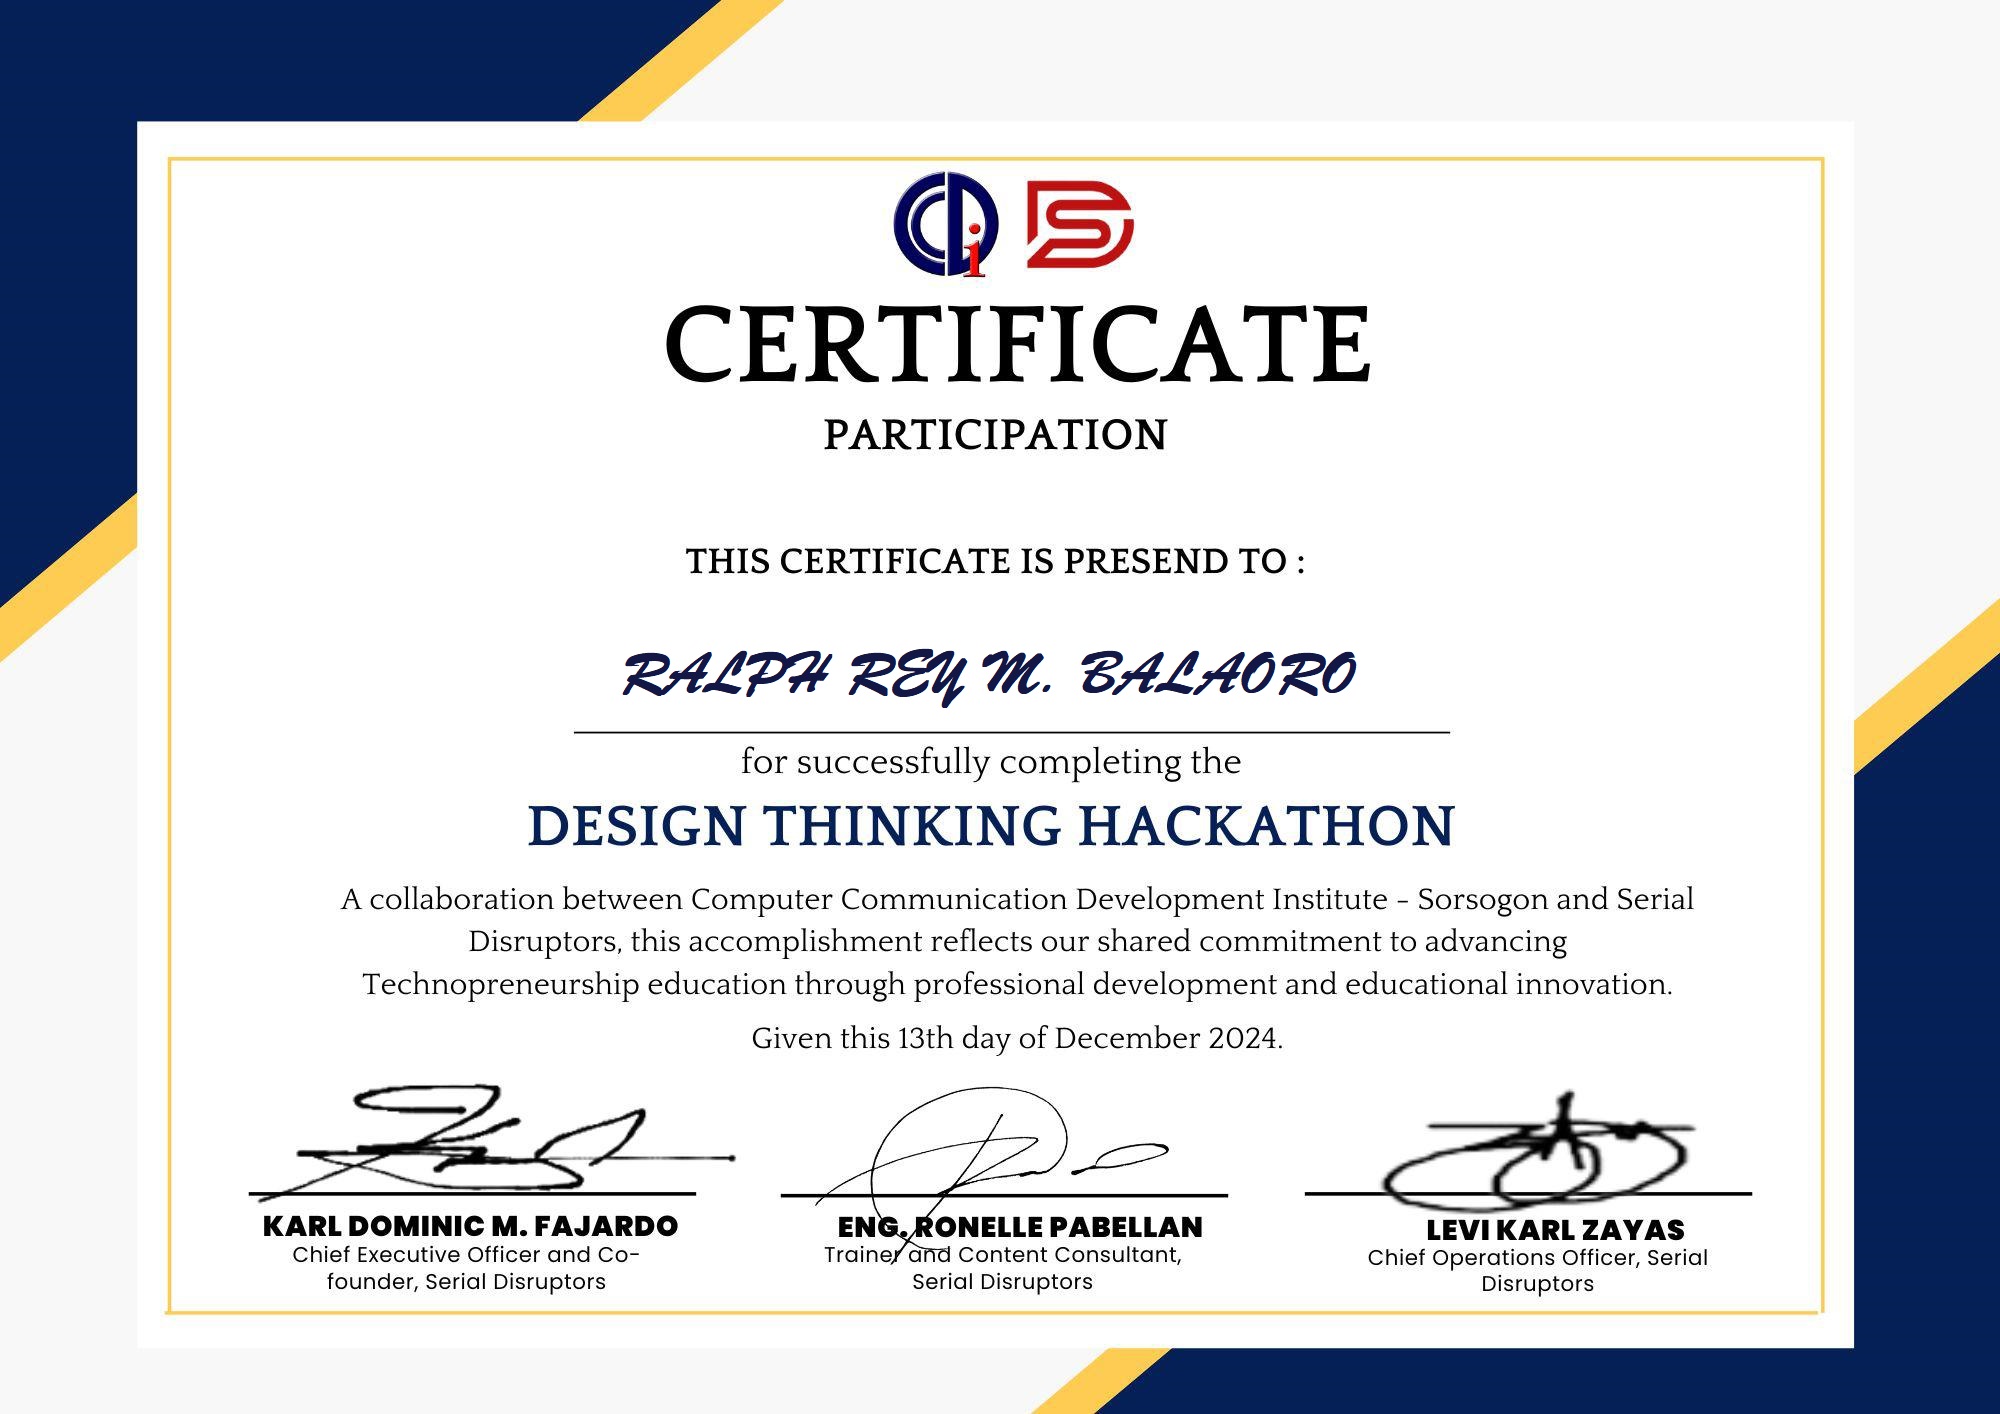 CCDi DS
CERTIFICATE
PARTICIPATION
THIS CERTIFICATE IS PRESEND TO :
RALPH REY M. BALAORO
for successfully completing the
DESIGN THINKING HACKATHON
A collaboration between Computer Communication Development Institute - Sorsogon and Serial
Disruptors, this accomplishment reflects our shared commitment to advancing
Technopreneurship education through professional development and educational innovation.
Given this 13th day of December 2024.
KARL DOMINIC M. FAJARDO
Chief Executive Officer and Co-
founder, Serial Disruptors
ENG. RONELLE PABELLAN
Trainer and Content Consultant,
Serial Disruptors
LEVI KARL ZAYAS
Chief Operations Officer, Serial
Disruptors